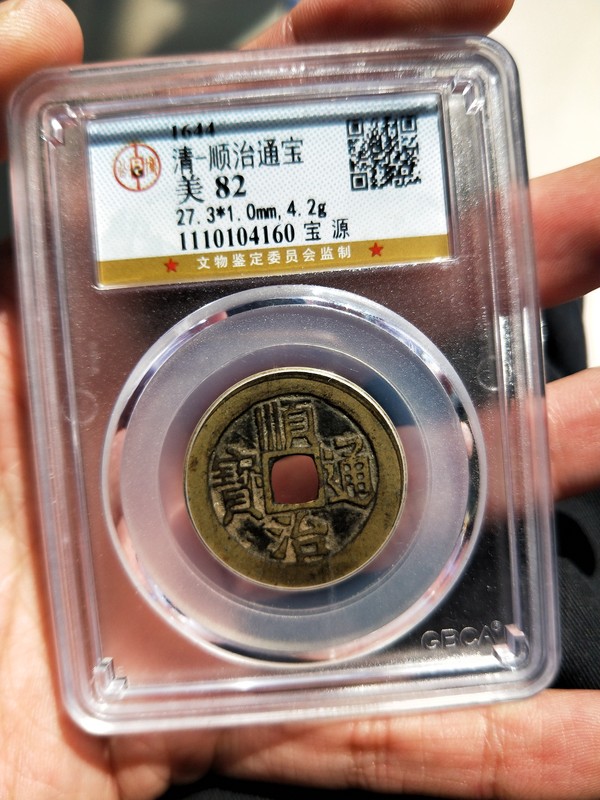 1644
清-顺治通宝
美 82
27.3*1.0mm, 4.2g
1110104160 宝 源
★ 文物鉴定委员会监制 ★
順
寶 通
治
GBCA®